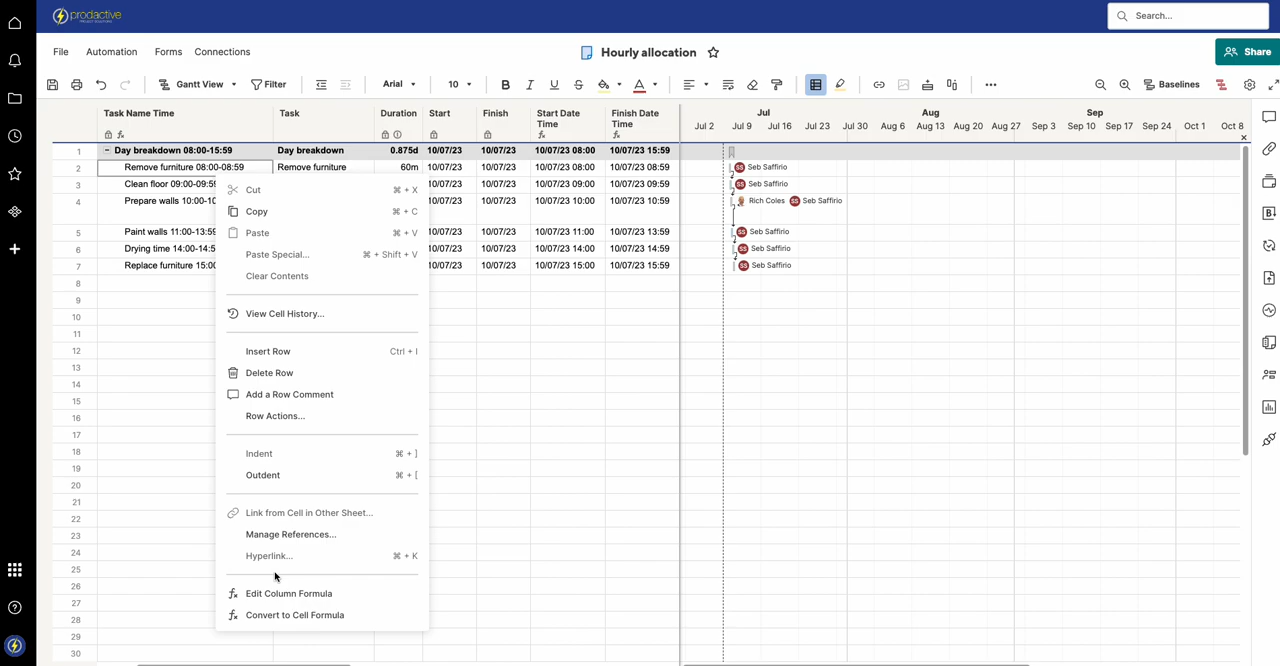 prodactive
Search...
File Automation Forms Connections
Hourly allocation
Share
Gantt View Filter Arial 10 B I U S A Baselines
Task Name Time Task Duration Start Finish Start Date Time Finish Date Time
Jul Aug Sep
Jul 2 Jul 9 Jul 16 Jul 23 Jul 30 Aug 6 Aug 13 Aug 20 Aug 27 Sep 3 Sep 10 Sep 17 Sep 24 Oct 1 Oct 8
1 Day breakdown 08:00-15:59 Day breakdown 0.875d 10/07/23 10/07/23 10/07/23 08:00 10/07/23 15:59
2 Remove furniture 08:00-08:59 Remove furniture 60m 10/07/23 10/07/23 10/07/23 08:00 10/07/23 08:59 SS Seb Saffirio
3 Clean floor 09:00-09:59 10/07/23 10/07/23 10/07/23 09:00 10/07/23 09:59 SS Seb Saffirio
4 Prepare walls 10:00-10 10/07/23 10/07/23 10/07/23 10:00 10/07/23 10:59 Rich Coles SS Seb Saffirio
5 Paint walls 11:00-13:59 10/07/23 10/07/23 10/07/23 11:00 10/07/23 13:59 SS Seb Saffirio
6 Drying time 14:00-14:5 10/07/23 10/07/23 10/07/23 14:00 10/07/23 14:59 SS Seb Saffirio
7 Replace furniture 15:00 10/07/23 10/07/23 10/07/23 15:00 10/07/23 15:59 SS Seb Saffirio
8
9
10
11
12
13
14
15
16
17
18
19
20
21
22
23
24
25
26
27
28
29
30
Cut ⌘ + X
Copy ⌘ + C
Paste ⌘ + V
Paste Special... ⌘ + Shift + V
Clear Contents
View Cell History...
Insert Row Ctrl + I
Delete Row
Add a Row Comment
Row Actions...
Indent ⌘ + ]
Outdent ⌘ + [
Link from Cell in Other Sheet...
Manage References...
Hyperlink... ⌘ + K
Edit Column Formula
Convert to Cell Formula